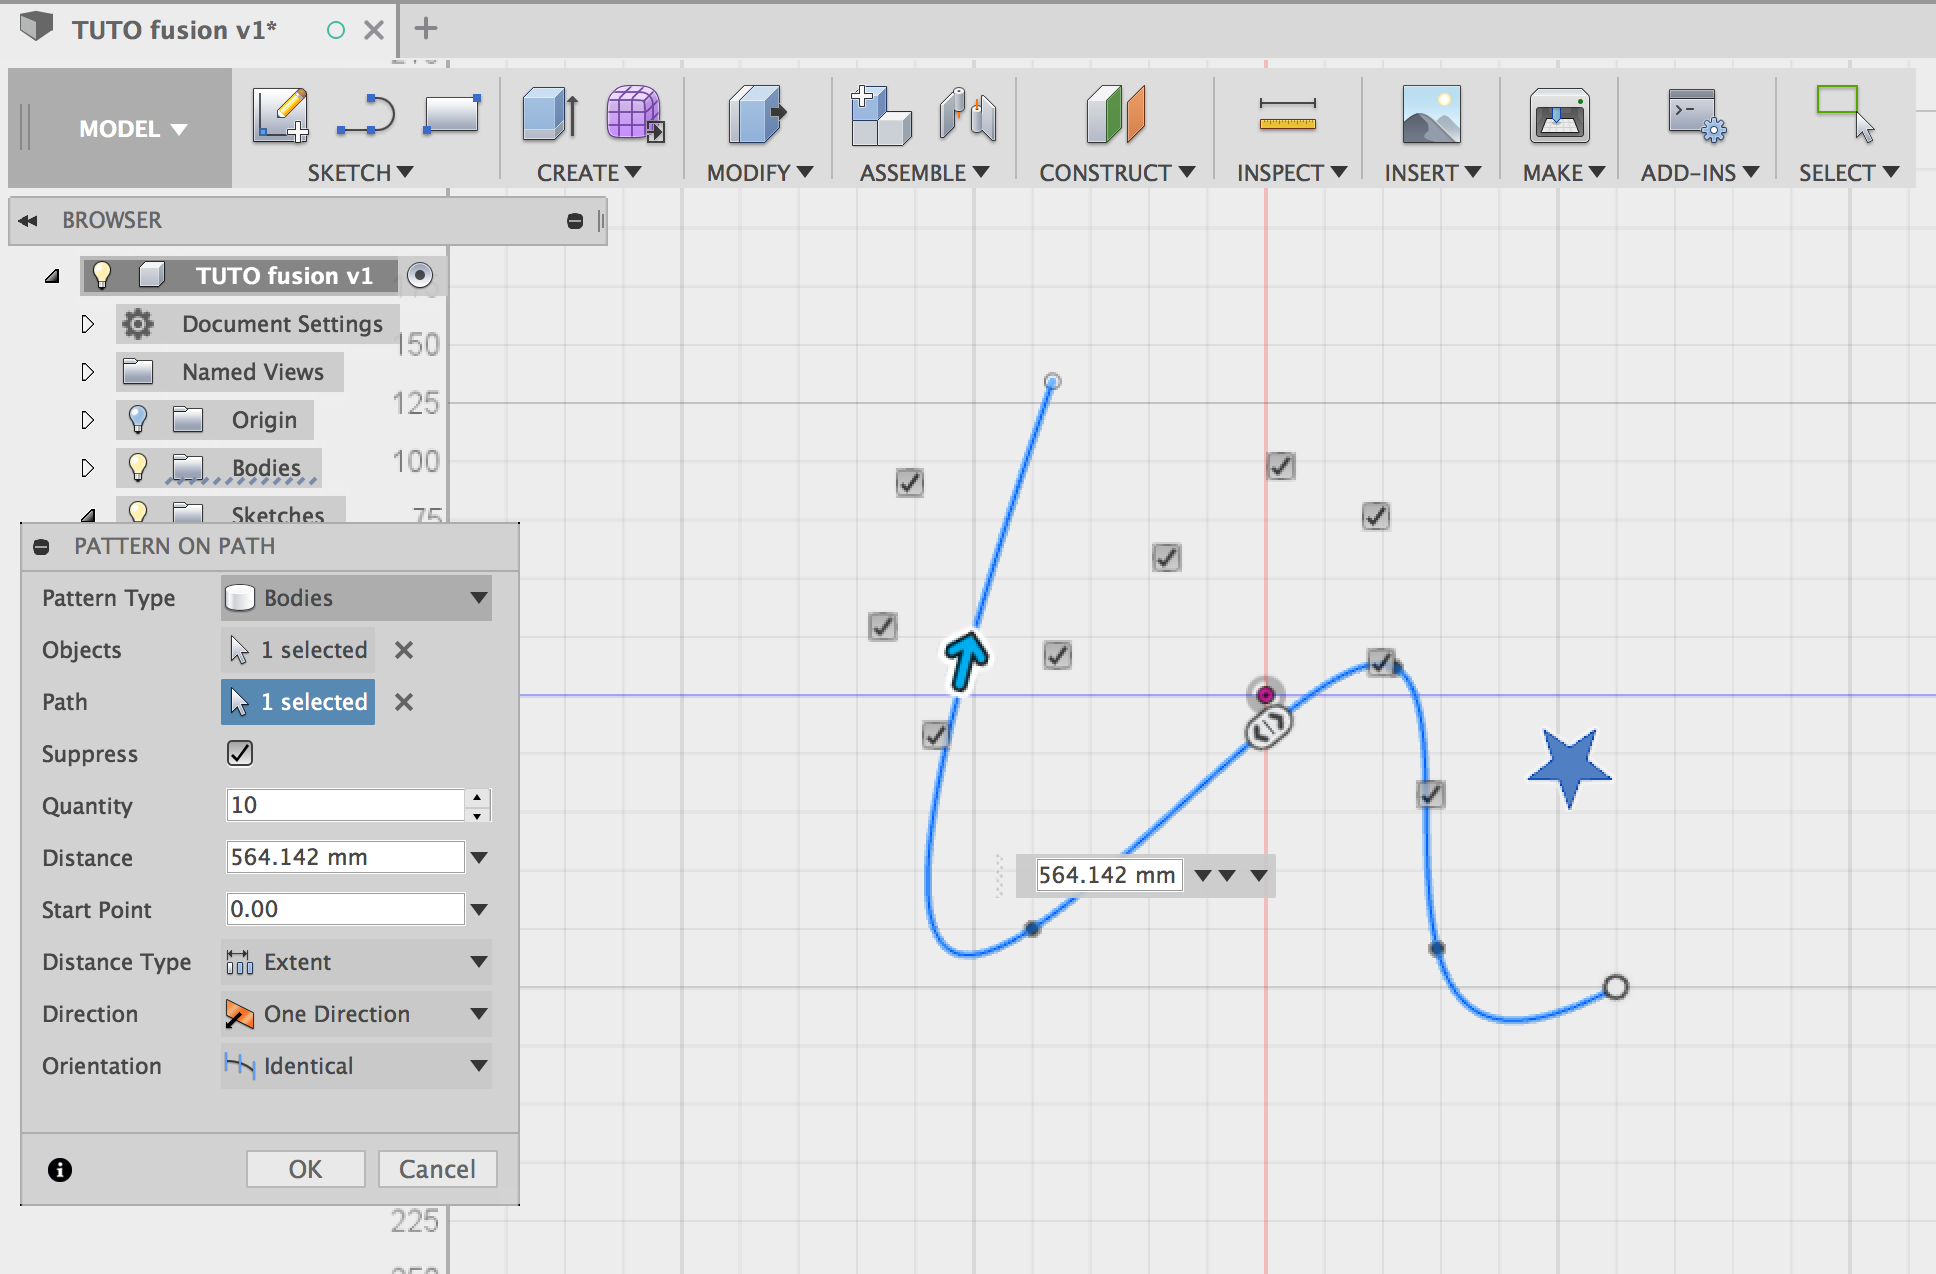 TUTO fusion v1*
MODEL
SKETCH
CREATE
MODIFY
ASSEMBLE
CONSTRUCT
INSPECT
INSERT
MAKE
ADD-INS
SELECT
BROWSER
TUTO fusion v1
Document Settings
Named Views
Origin
Bodies
Sketches
150
125
100
75
PATTERN ON PATH
Pattern Type Bodies
Objects 1 selected
Path 1 selected
Suppress
Quantity 10
Distance 564.142 mm
Start Point 0.00
Distance Type Extent
Direction One Direction
Orientation Identical
OK Cancel
564.142 mm
225